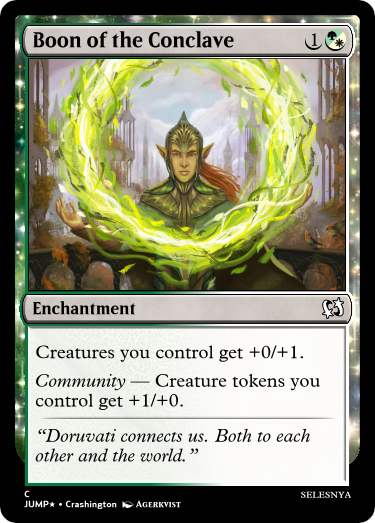 Boon of the Conclave 1
Enchantment
Creatures you control get +0/+1.
Community — Creature tokens you
control get +1/+0.
“Doruvati connects us. Both to each
other and the world.”
C
SELESNYA
JUMP★ • Crashington Agerkvist